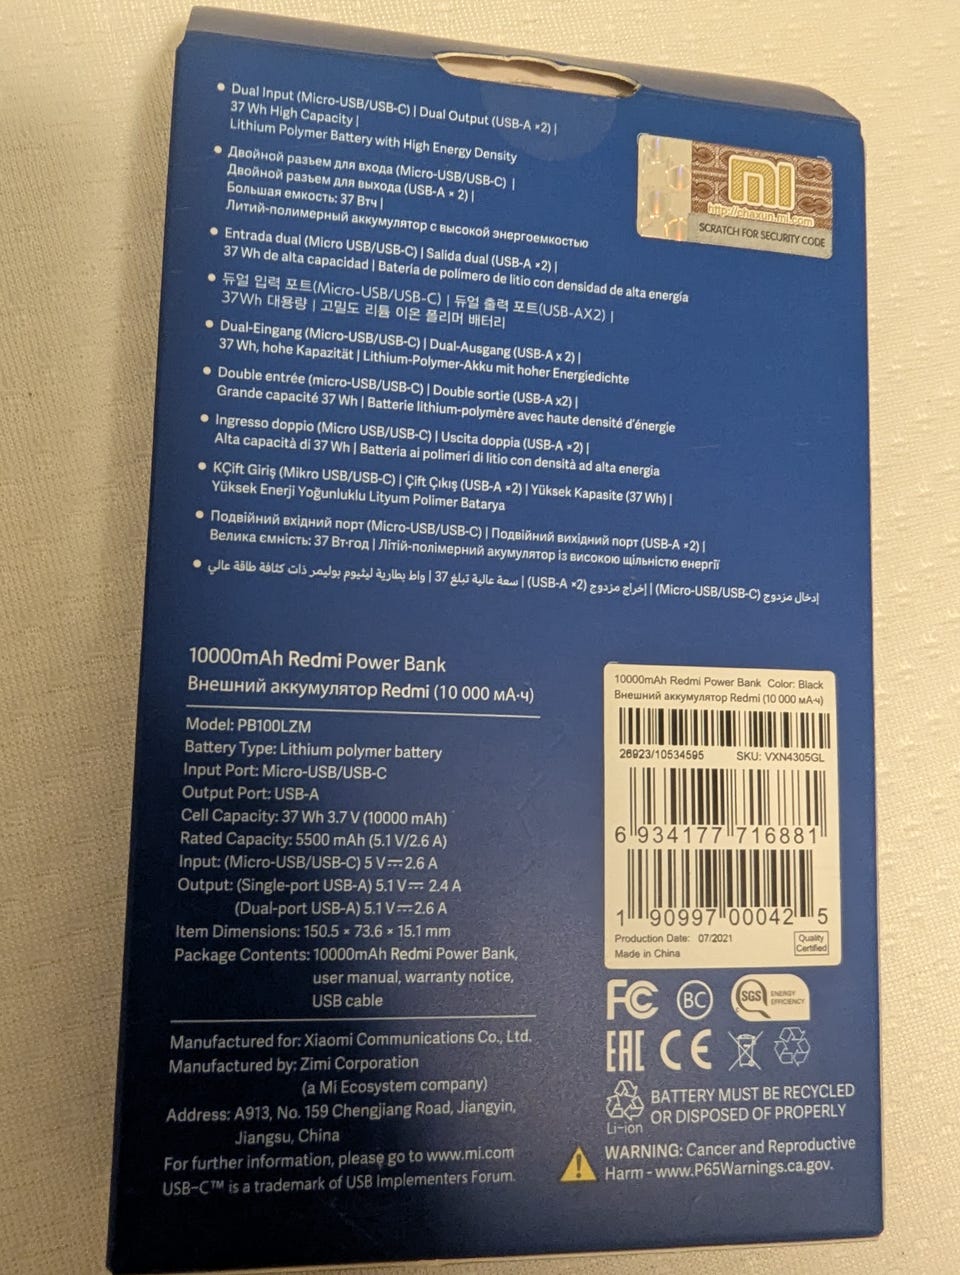 • Dual Input (Micro-USB/USB-C) | Dual Output (USB-A ×2) |
37 Wh High Capacity |
Lithium Polymer Battery with High Energy Density
• Двойной разъем для входа (Micro-USB/USB-C) |
Двойной разъем для выхода (USB-A × 2) |
Большая емкость: 37 Втч |
Литий-полимерный аккумулятор с высокой энергоемкостью
• Entrada dual (Micro USB/USB-C) | Salida dual (USB-A ×2) |
37 Wh de alta capacidad | Batería de polímero de litio con densidad de alta energía
• 듀얼 입력 포트(Micro-USB/USB-C) | 듀얼 출력 포트(USB-AX2) |
37Wh 대용량 | 고밀도 리튬 이온 폴리머 배터리
• Dual-Eingang (Micro-USB/USB-C) | Dual-Ausgang (USB-A x 2) |
37 Wh, hohe Kapazität | Lithium-Polymer-Akku mit hoher Energiedichte
• Double entrée (micro-USB/USB-C) | Double sortie (USB-A x2) |
Grande capacité 37 Wh | Batterie lithium-polymère avec haute densité d'énergie
• Ingresso doppio (Micro USB/USB-C) | Uscita doppia (USB-A ×2) |
Alta capacità di 37 Wh | Batteria ai polimeri di litio con densità ad alta energia
• KÇift Giriş (Mikro USB/USB-C) | Çift Çıkış (USB-A ×2) | Yüksek Kapasite (37 Wh) |
Yüksek Enerji Yoğunluklu Lityum Polimer Batarya
• Подвійний вхідний порт (Micro-USB/USB-C) | Подвійний вихідний порт (USB-A ×2) |
Велика ємність: 37 Вт·год | Літій-полімерний акумулятор із високою щільністю енергії
• إدخال مزدوج (Micro-USB/USB-C) | إخراج مزدوج (USB-A ×2) | سعة عالية تبلغ 37 | واط بطارية ليثيوم بوليمر ذات كثافة طاقة عالي
mi
http://chaxun.mi.com
SCRATCH FOR SECURITY CODE
10000mAh Redmi Power Bank
Внешний аккумулятор Redmi (10 000 мА·ч)
Model: PB100LZM
Battery Type: Lithium polymer battery
Input Port: Micro-USB/USB-C
Output Port: USB-A
Cell Capacity: 37 Wh 3.7 V (10000 mAh)
Rated Capacity: 5500 mAh (5.1 V/2.6 A)
Input: (Micro-USB/USB-C) 5 V⎓2.6 A
Output: (Single-port USB-A) 5.1 V⎓ 2.4 A
(Dual-port USB-A) 5.1 V⎓2.6 A
Item Dimensions: 150.5 × 73.6 × 15.1 mm
Package Contents: 10000mAh Redmi Power Bank,
user manual, warranty notice,
USB cable
Manufactured for: Xiaomi Communications Co., Ltd.
Manufactured by: Zimi Corporation
(a Mi Ecosystem company)
Address: A913, No. 159 Chengjiang Road, Jiangyin,
Jiangsu, China
For further information, please go to www.mi.com
USB-C™ is a trademark of USB Implementers Forum.
10000mAh Redmi Power Bank Color: Black
Внешний аккумулятор Redmi (10 000 мА·ч)
26923/10534595 SKU: VXN4305GL
6 934177 716881
1 90997 00042 5
Production Date: 07/2021
Made in China
Quality
Certified
FC
BC
SGS ENERGY
EFFICIENCY
EAC CE
Li-ion
BATTERY MUST BE RECYCLED
OR DISPOSED OF PROPERLY
WARNING: Cancer and Reproductive
Harm - www.P65Warnings.ca.gov.